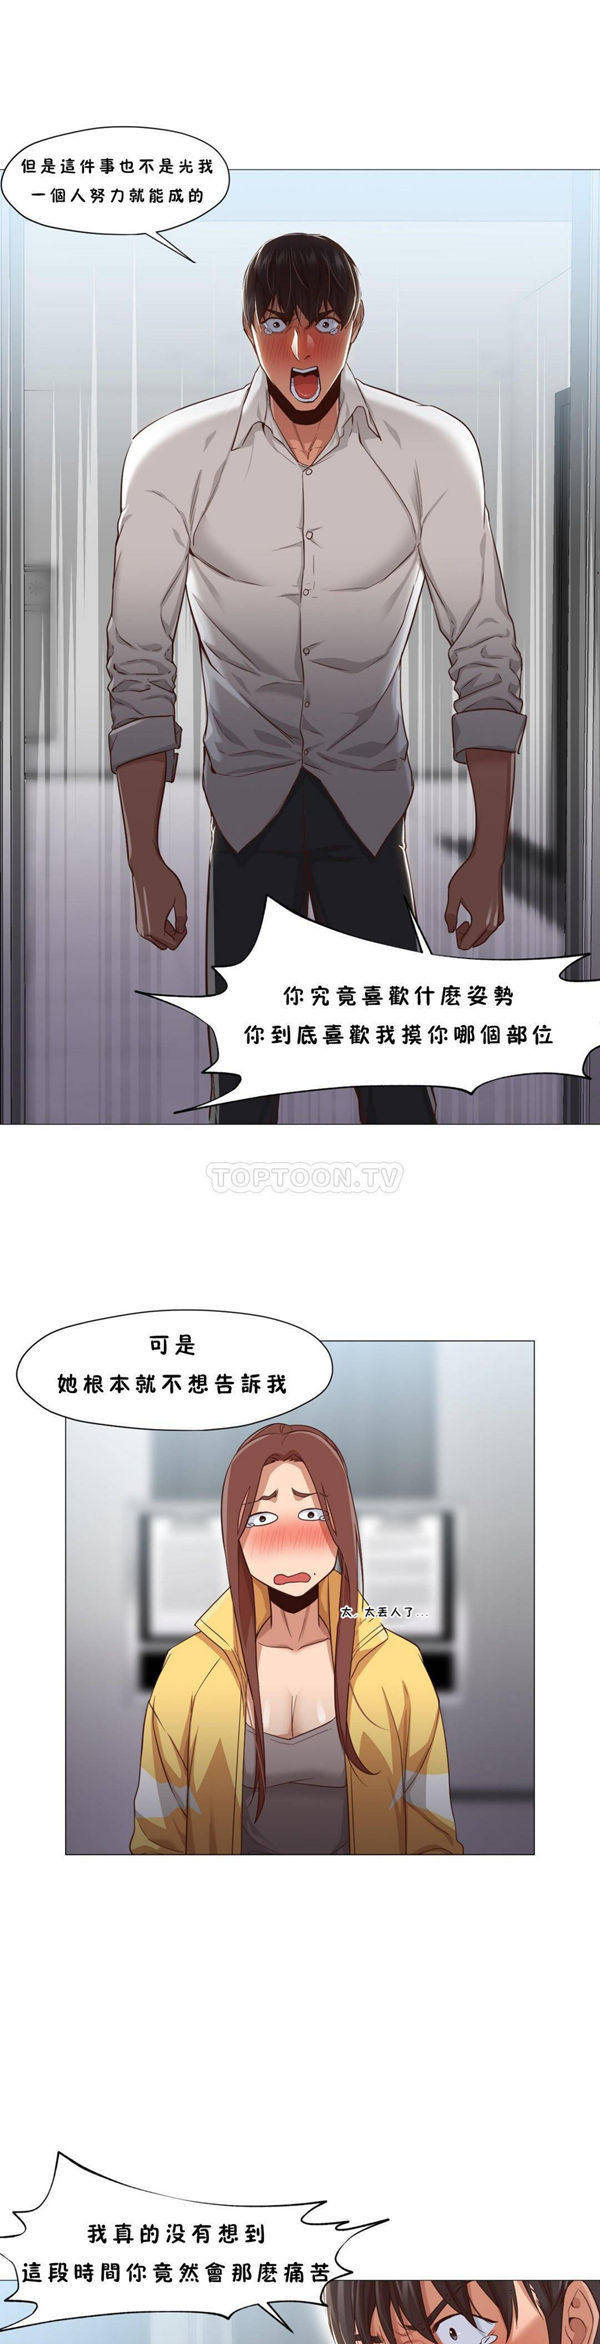 但是這件事也不是光我
一個人努力就能成的
你究竟喜歡什麼姿勢
你到底喜歡我摸你哪個部位
TOPTOON.TV
可是
她根本就不想告訴我
太, 太丟人了...
我真的沒有想到
這段時間你竟然會那麼痛苦